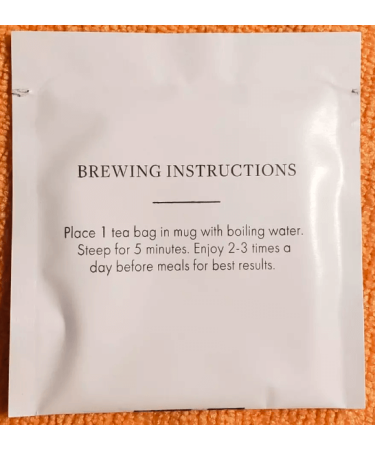 BREWING INSTRUCTIONS
Place 1 tea bag in mug with boiling water.
Steep for 5 minutes. Enjoy 2-3 times a
day before meals for best results.